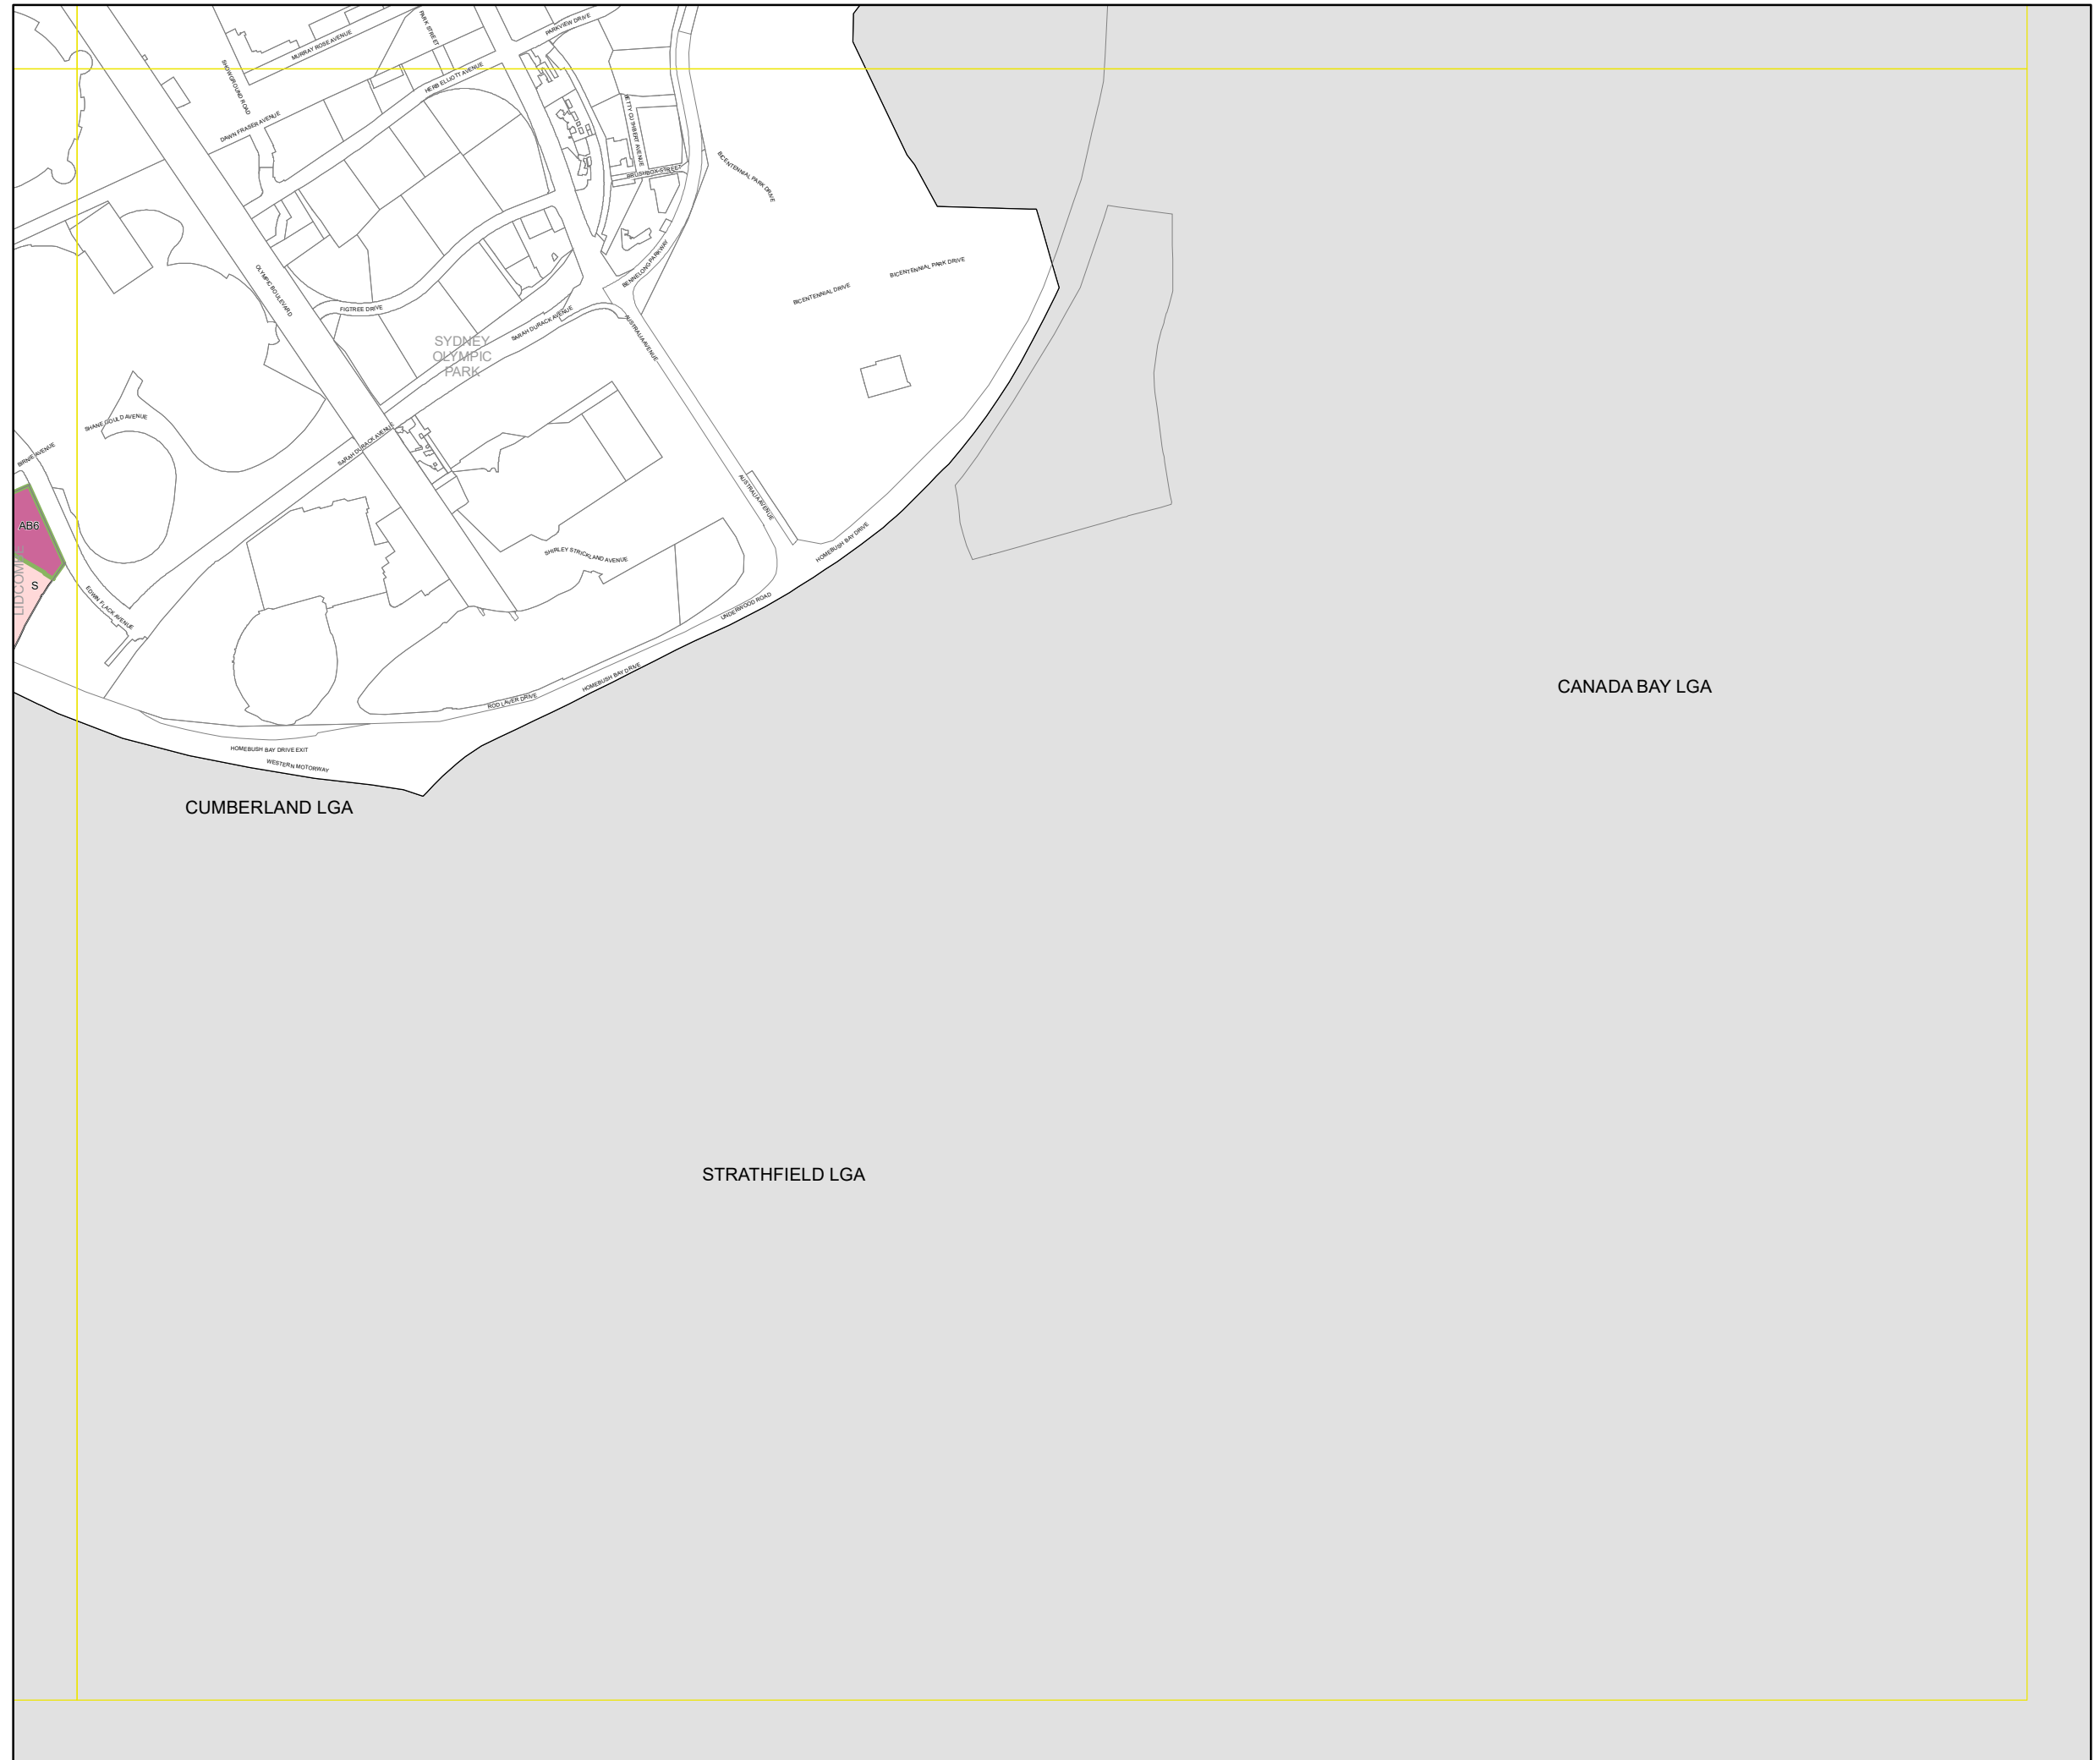 PARKVIEW DRIVE
PARK STREET
MURRAY ROSE AVENUE
SHOWGROUND ROAD
HERB ELLIOTT AVENUE
DAWN FRASER AVENUE
BETTY CUTHBERT AVENUE
BRUSHBOX STREET
BICENTENNIAL PARK DRIVE
BENNELONG PARKWAY
OLYMPIC BOULEVARD
BICENTENNIAL PARK DRIVE
BICENTENNIAL DRIVE
FIGTREE DRIVE
SARAH DURACK AVENUE
AUSTRALIA AVENUE
SYDNEY
OLYMPIC
PARK
SHANE GOULD AVENUE
SARAH DURACK AVENUE
BIRNIE AVENUE
AUSTRALIA AVENUE
AB6
HOMEBUSH BAY DRIVE
SHIRLEY STRICKLAND AVENUE
LIDCOMBE
S
EDWIN FLACK AVENUE
UNDERWOOD ROAD
HOMEBUSH BAY DRIVE
ROD LAVER DRIVE
CANADA BAY LGA
HOMEBUSH BAY DRIVE EXIT
WESTERN MOTORWAY
CUMBERLAND LGA
STRATHFIELD LGA